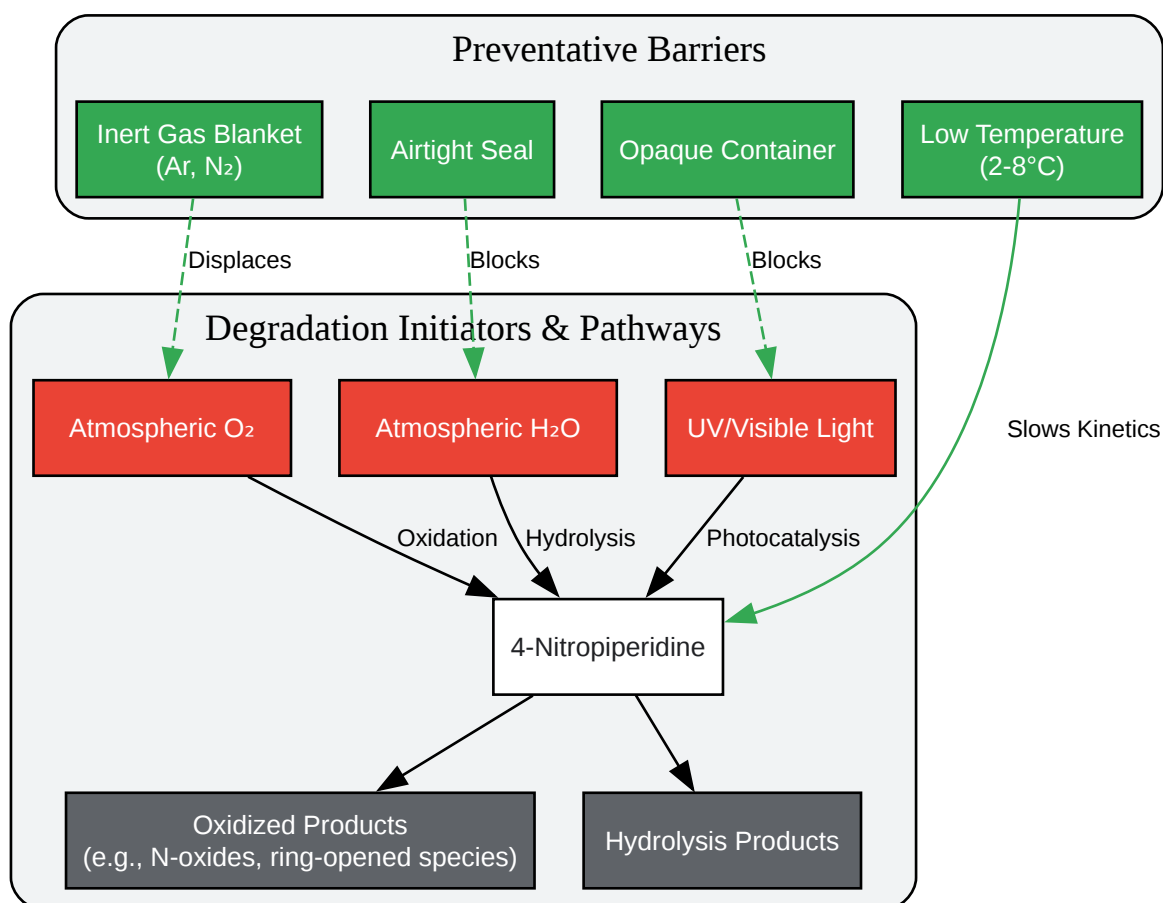 Preventative Barriers
Inert Gas Blanket
(Ar, N₂)
Airtight Seal
Opaque Container
Low Temperature
(2-8°C)
Displaces
Blocks
Blocks
Degradation Initiators & Pathways
Atmospheric O₂
Atmospheric H₂O
UV/Visible Light
Slows Kinetics
Oxidation
Hydrolysis
Photocatalysis
4-Nitropiperidine
Oxidized Products
(e.g., N-oxides, ring-opened species)
Hydrolysis Products